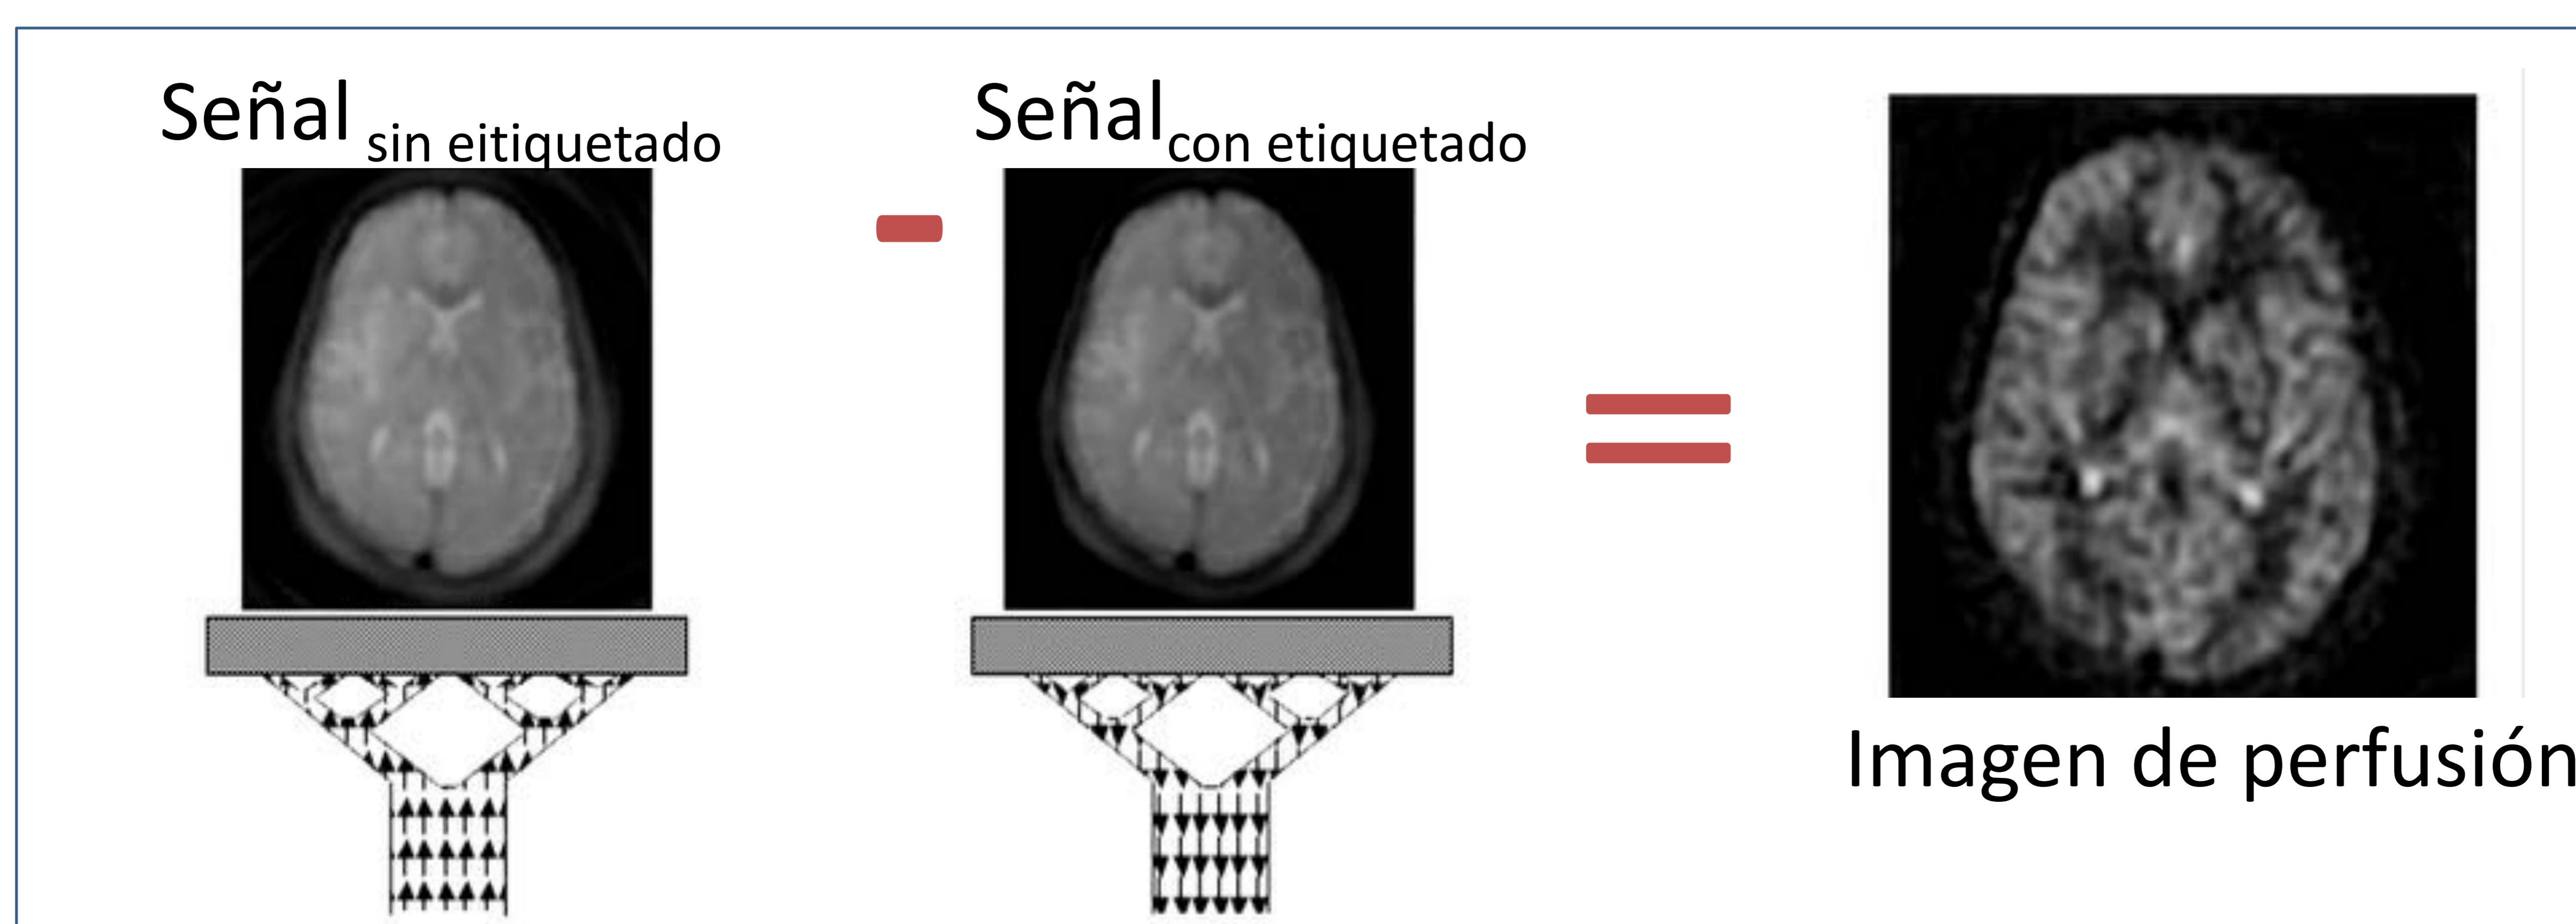 Señal sin eitiquetado
Señal con etiquetado
Imagen de perfusión